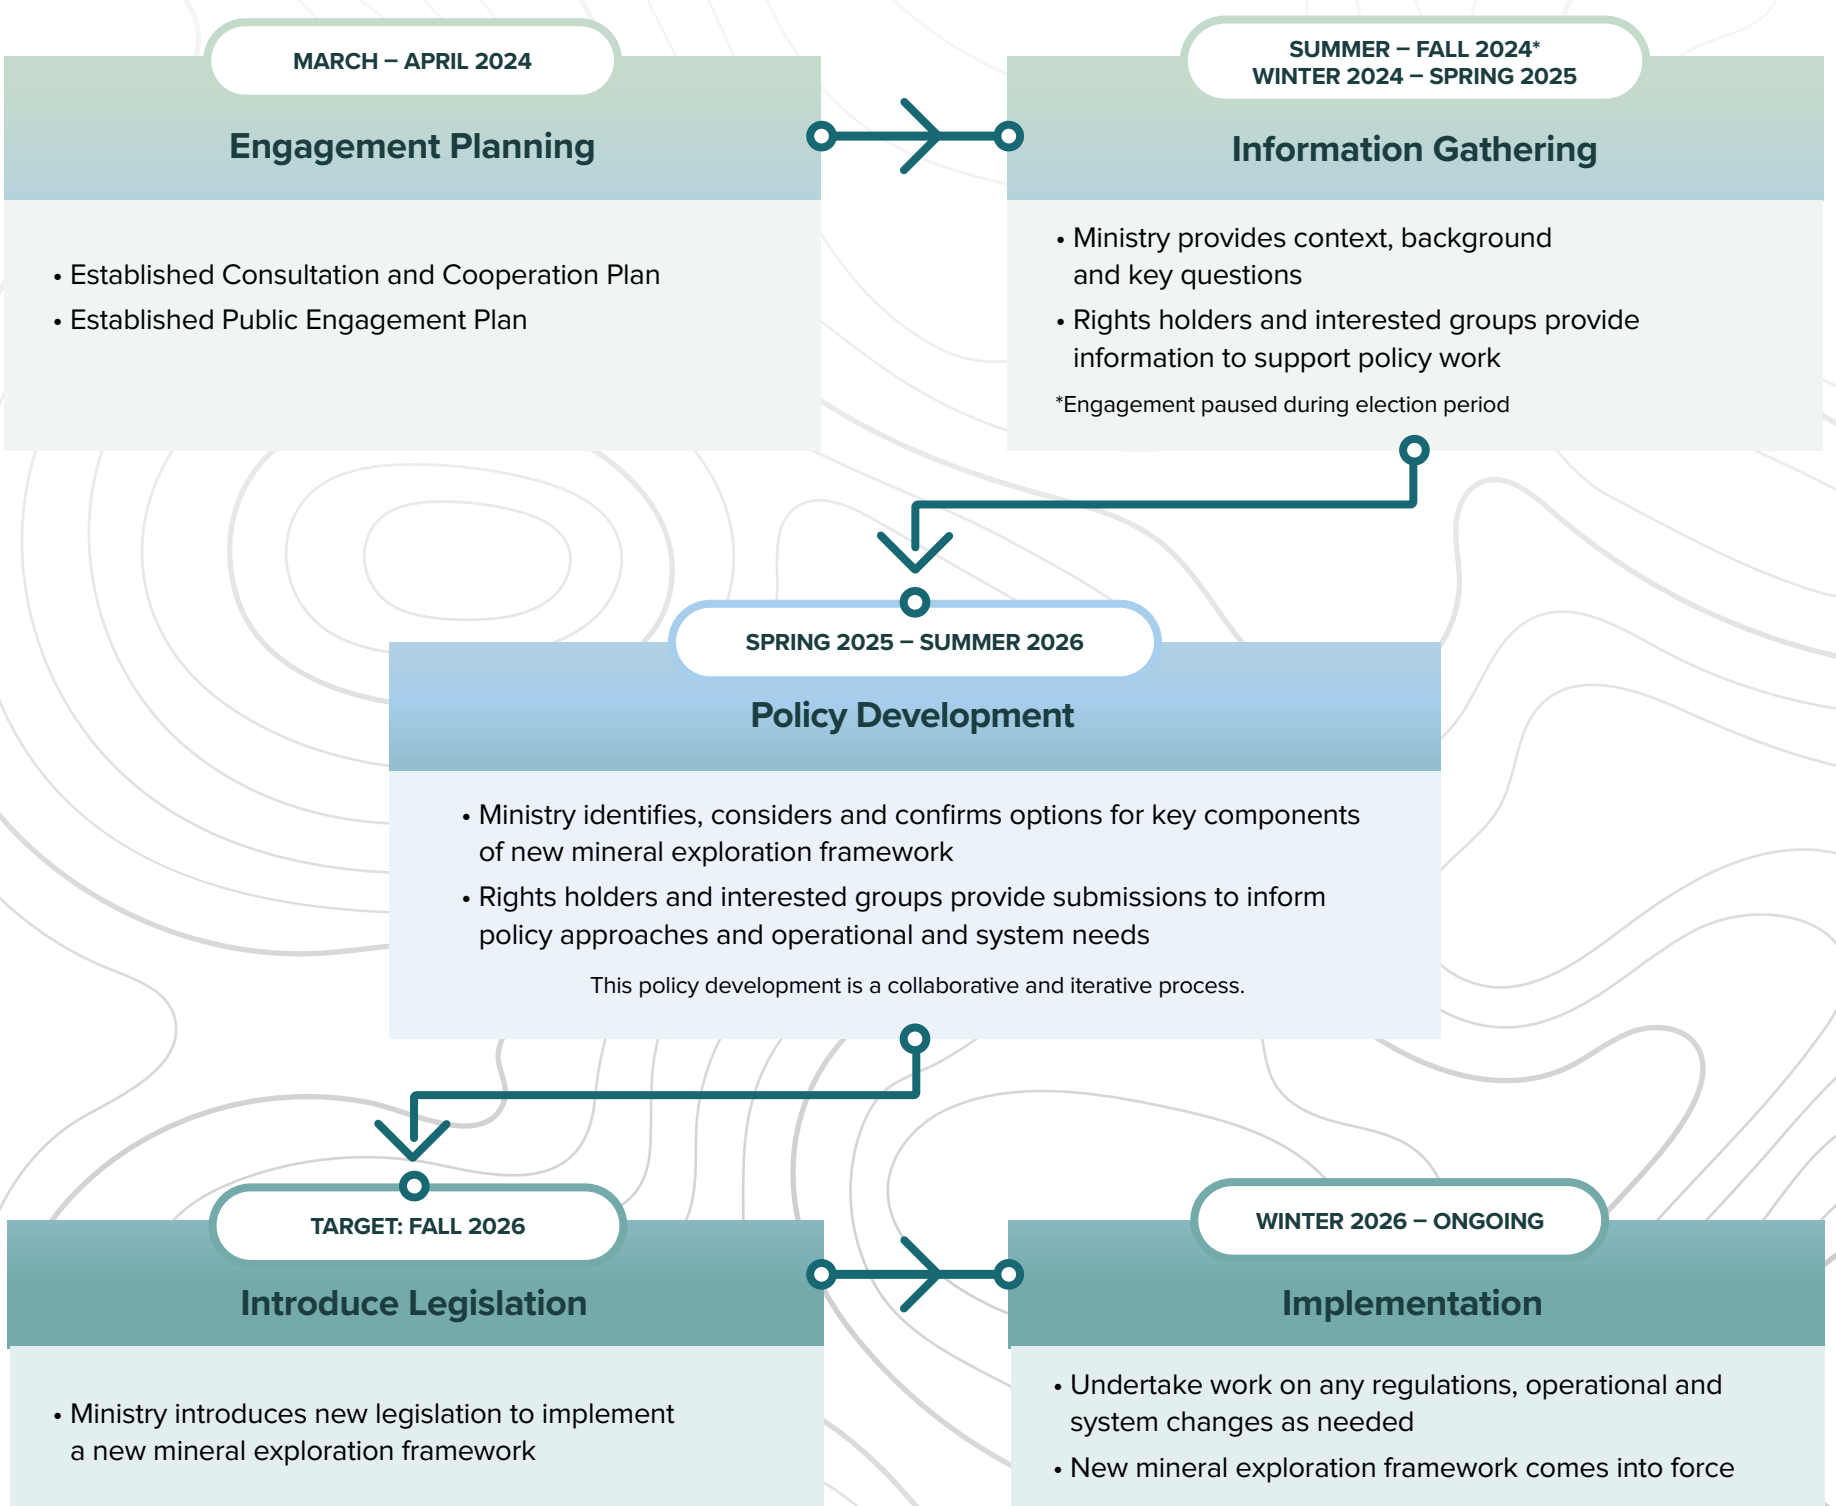 MARCH – APRIL 2024
Engagement Planning
• Established Consultation and Cooperation Plan
• Established Public Engagement Plan
SUMMER – FALL 2024*
WINTER 2024 – SPRING 2025
Information Gathering
• Ministry provides context, background
and key questions
• Rights holders and interested groups provide
information to support policy work
*Engagement paused during election period
SPRING 2025 – SUMMER 2026
Policy Development
• Ministry identifies, considers and confirms options for key components
of new mineral exploration framework
• Rights holders and interested groups provide submissions to inform
policy approaches and operational and system needs
This policy development is a collaborative and iterative process.
TARGET: FALL 2026
Introduce Legislation
• Ministry introduces new legislation to implement
a new mineral exploration framework
WINTER 2026 – ONGOING
Implementation
• Undertake work on any regulations, operational and
system changes as needed
• New mineral exploration framework comes into force